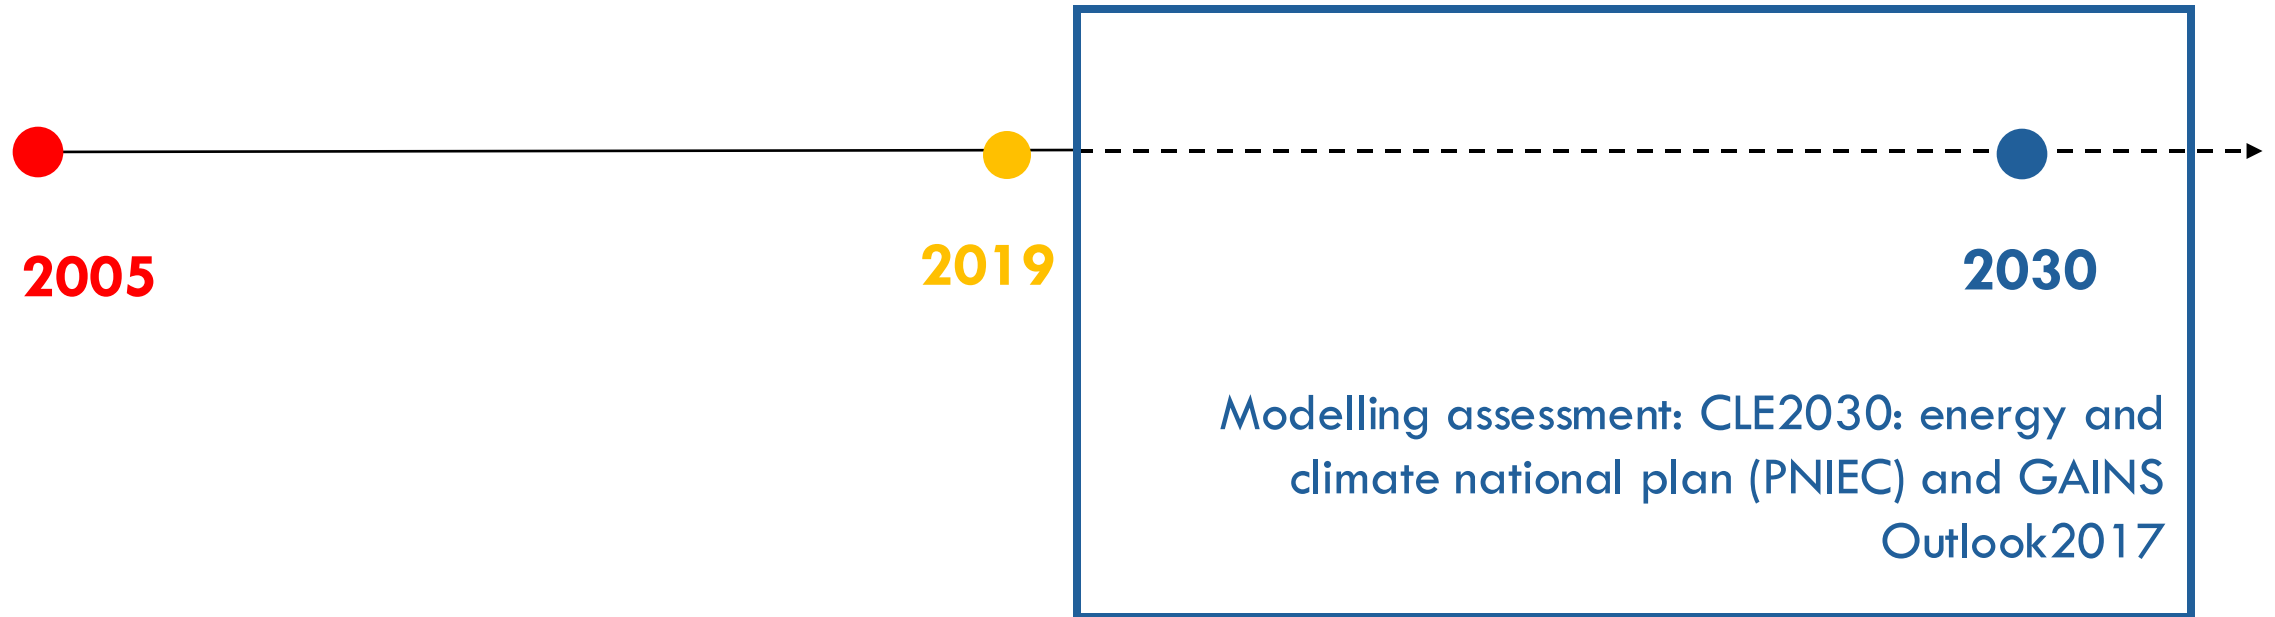 2005
2019
2030
Modelling assessment: CLE2030: energy and
climate national plan (PNIEC) and GAINS
Outlook2017